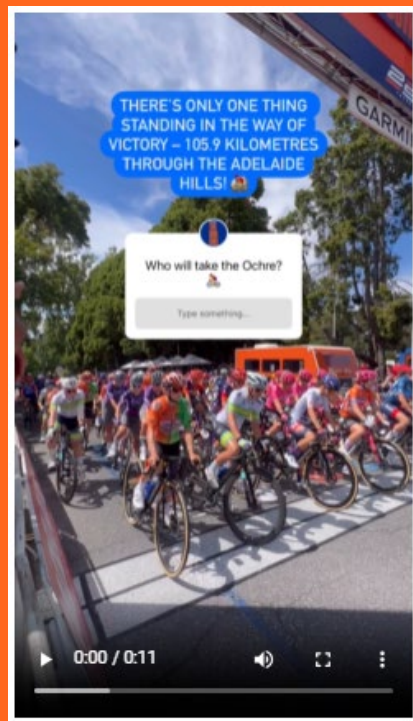 GARMIN
THERE'S ONLY ONE THING
STANDING IN THE WAY OF
VICTORY – 105.9 KILOMETRES
THROUGH THE ADELAIDE
HILLS! 🚴
Who will take the Ochre?
🚴
Type something...
0:00 / 0:11